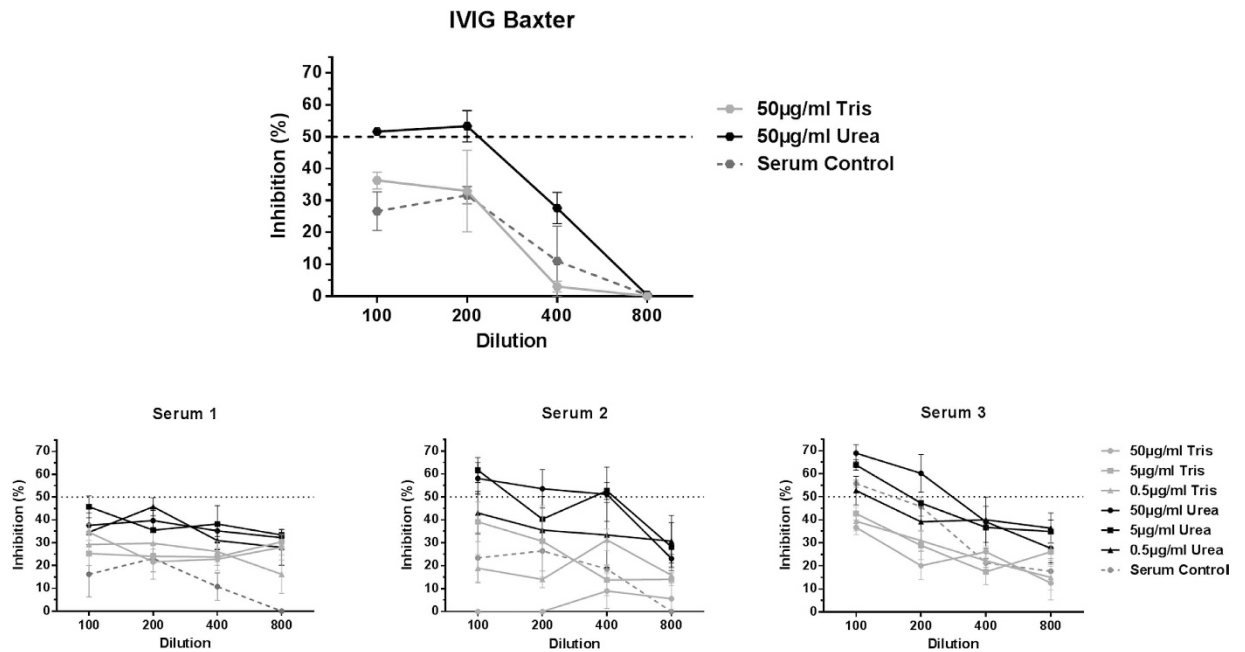 IVIG Baxter
70
60
50
40
30
20
10
0
Inhibition (%)
100 200 400 800
Dilution
50µg/ml Tris
50µg/ml Urea
Serum Control
Serum 1
70
60
50
40
30
20
10
0
Inhibition (%)
100 200 400 800
Dilution
Serum 2
70
60
50
40
30
20
10
0
Inhibition (%)
100 200 400 800
Dilution
Serum 3
70
60
50
40
30
20
10
0
Inhibition (%)
100 200 400 800
Dilution
50µg/ml Tris
5µg/ml Tris
0.5µg/ml Tris
50µg/ml Urea
5µg/ml Urea
0.5µg/ml Urea
Serum Control